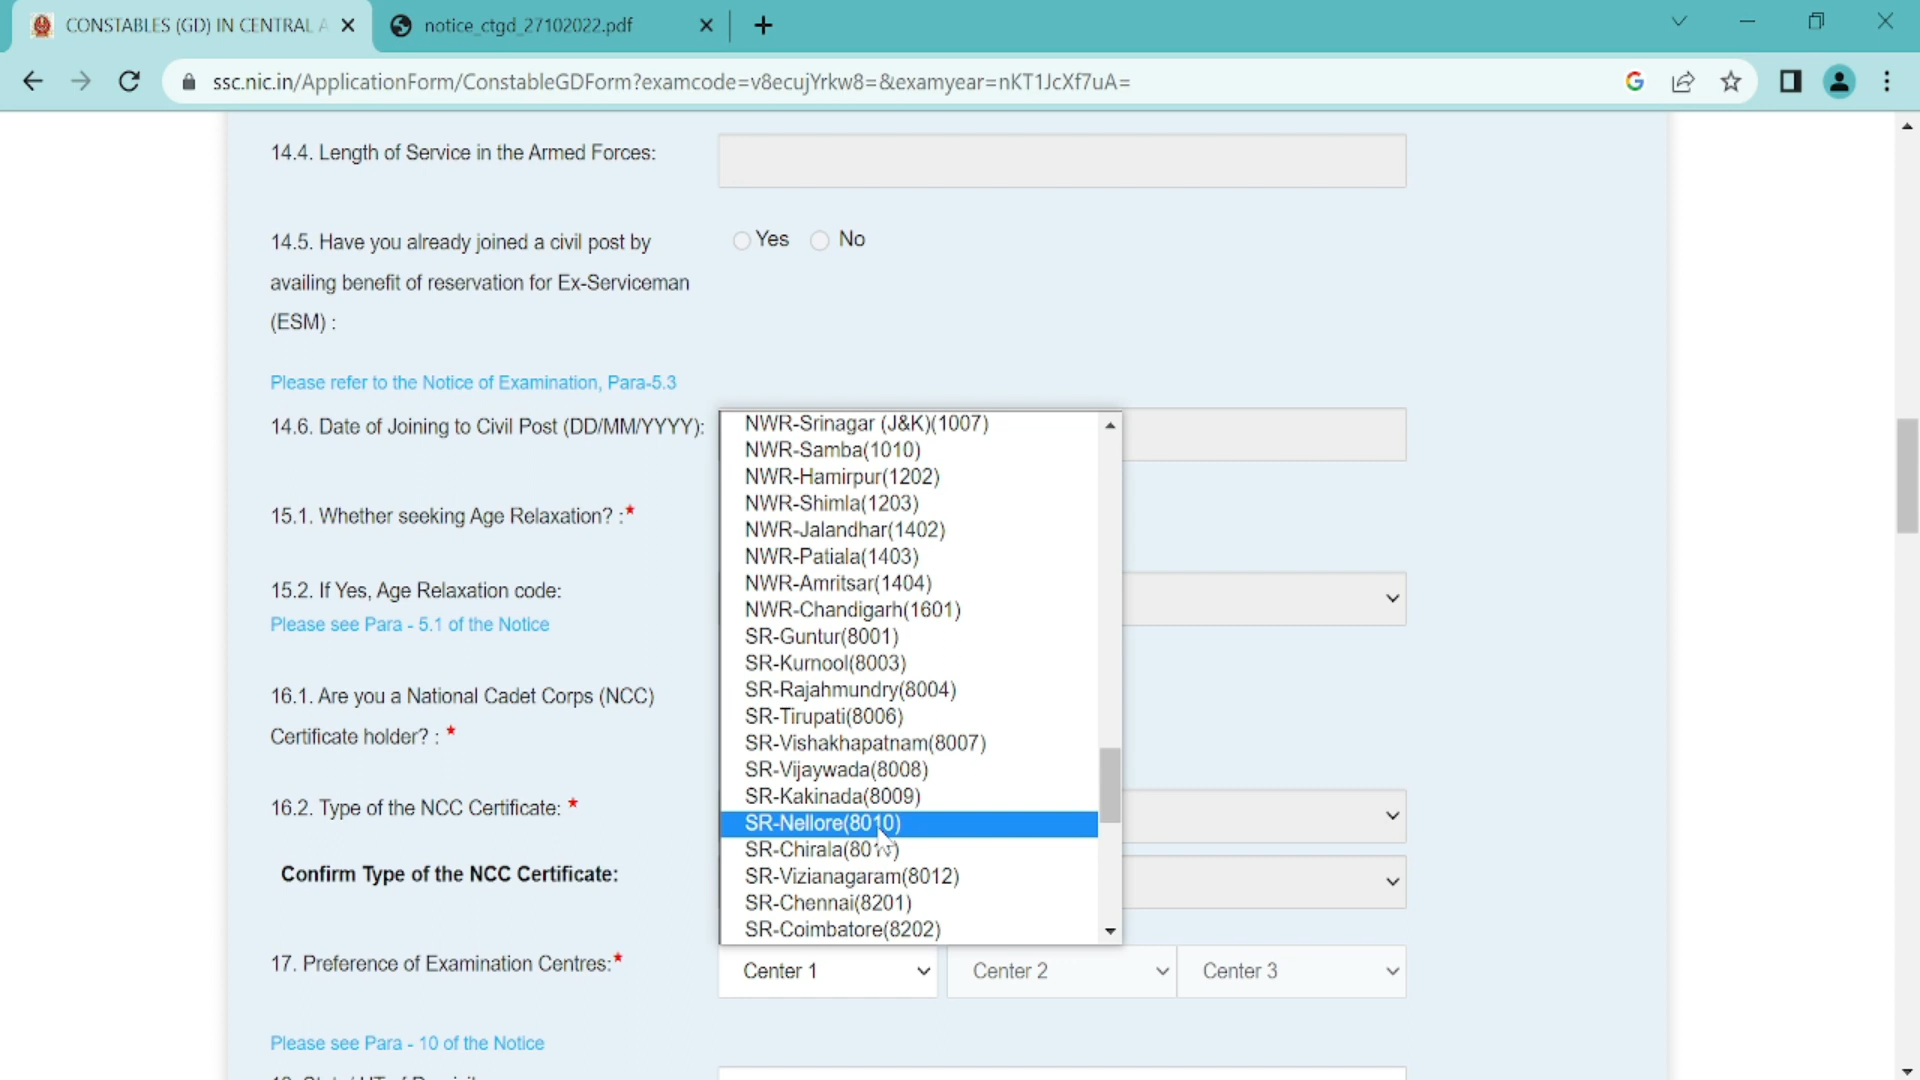 CONSTABLES (GD) IN CENTRAL
notice_ctgd_27102022.pdf
ssc.nic.in/ApplicationForm/ConstableGDForm?examcode=v8ecujYrkw8=&examyear=nKT1JcXf7uA=
14.4. Length of Service in the Armed Forces:
14.5. Have you already joined a civil post by
availing benefit of reservation for Ex-Serviceman
(ESM) :
Yes No
Please refer to the Notice of Examination, Para-5.3
14.6. Date of Joining to Civil Post (DD/MM/YYYY):
15.1. Whether seeking Age Relaxation? :*
15.2. If Yes, Age Relaxation code:
Please see Para - 5.1 of the Notice
16.1. Are you a National Cadet Corps (NCC)
Certificate holder? : *
16.2. Type of the NCC Certificate: *
Confirm Type of the NCC Certificate:
NWR-Srinagar (J&K)(1007)
NWR-Samba(1010)
NWR-Hamirpur(1202)
NWR-Shimla(1203)
NWR-Jalandhar(1402)
NWR-Patiala(1403)
NWR-Amritsar(1404)
NWR-Chandigarh(1601)
SR-Guntur(8001)
SR-Kurnool(8003)
SR-Rajahmundry(8004)
SR-Tirupati(8006)
SR-Vishakhapatnam(8007)
SR-Vijaywada(8008)
SR-Kakinada(8009)
SR-Nellore(8010)
SR-Chirala
SR-Vizianagaram(8012)
SR-Chennai(8201)
SR-Coimbatore(8202)
17. Preference of Examination Centres:*
Center 1 Center 2 Center 3
Please see Para - 10 of the Notice